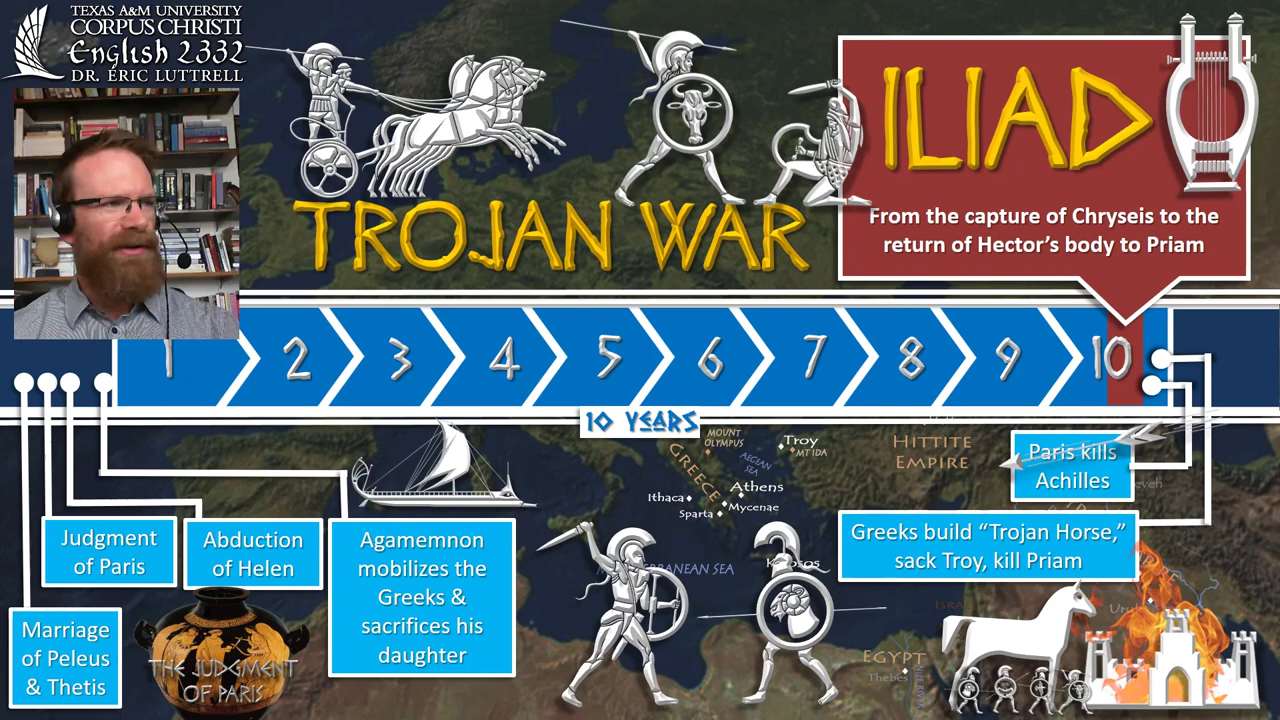 TEXAS A&M UNIVERSITY
CORPUS CHRISTI
English 2332
DR. ERIC LUTTRELL
TROJAN WAR
ILIAD
From the capture of Chryseis to the
return of Hector's body to Priam
1
2
3
4
5
6
7
8
9
10
10 YEARS
Marriage
of Peleus
& Thetis
Judgment
of Paris
Abduction
of Helen
Agamemnon
mobilizes the
Greeks &
sacrifices his
daughter
THE JUDGMENT
OF PARIS
Paris kills
Achilles
Greeks build “Trojan Horse,”
sack Troy, kill Priam
MOUNT
OLYMPUS
Troy
MT IDA
AEGEAN
SEA
GREECE
Athens
Ithaca
Mycenae
Sparta
HITTITE
EMPIRE
SEA
EGYPT
Thebes
NILE RIVER